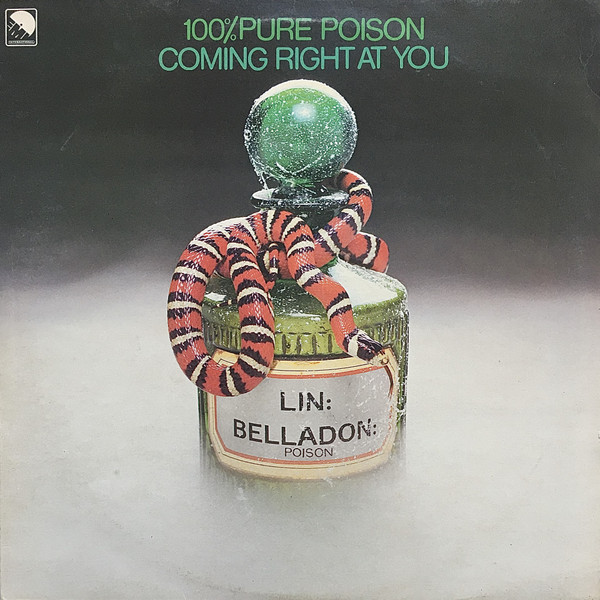 100% PURE POISON
COMING RIGHT AT YOU
LIN:
BELLADON:
POISON